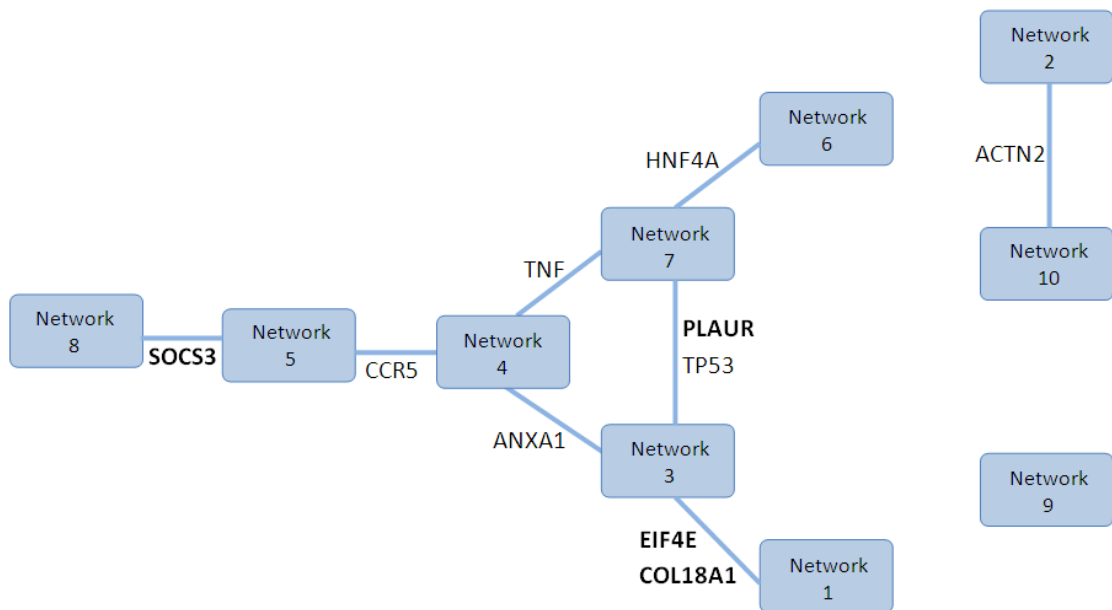 Network
2
Network
6
HNF4A
ACTN2
Network
7
Network
10
TNF
Network
8
SOCS3
Network
5
CCR5
Network
4
PLAUR
TP53
ANXA1
Network
3
Network
9
EIF4E
COL18A1
Network
1